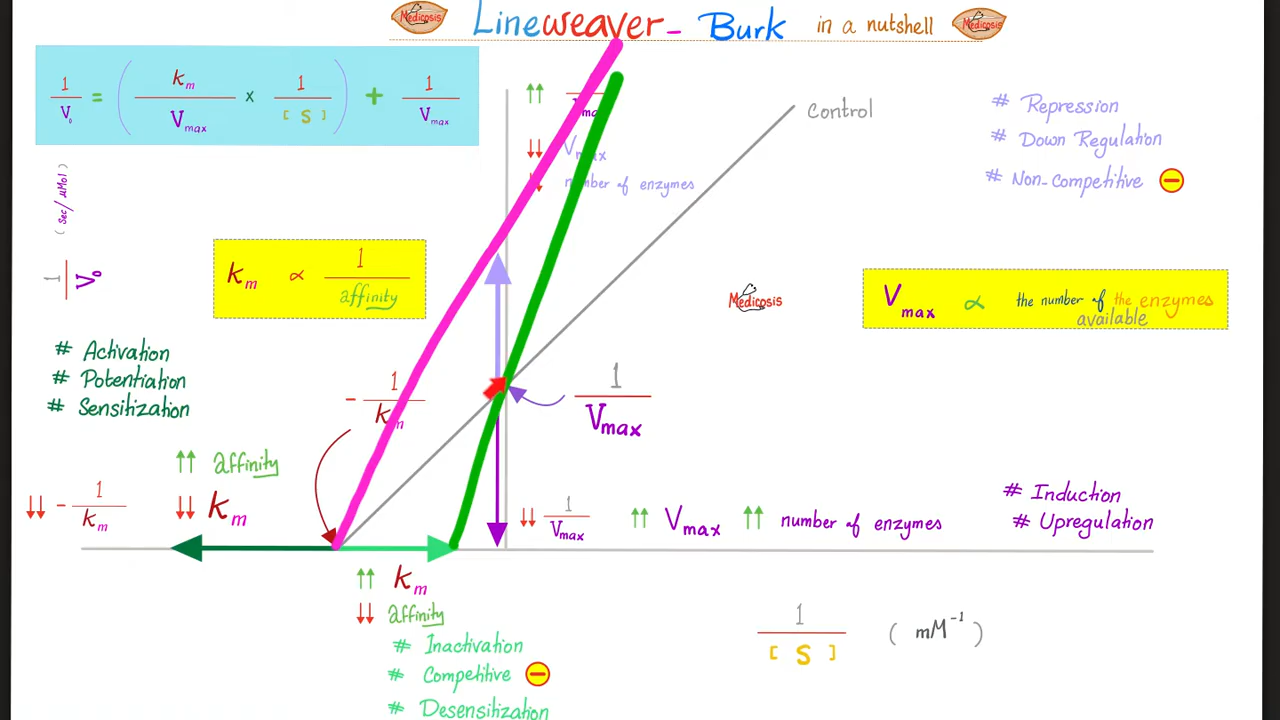 Medicosis
Lineweaver - Burk in a nutshell
Medicosis
1/V₀ = ( Km/Vmax × 1/[S] ) + 1/Vmax
(sec/μMol)
1/V₀
Km ∝ 1/affinity
# Activation
# Potentiation
# Sensitization
↑↑ affinity
↓↓ - 1/Km ↓↓ Km
- 1/Km
↑↑ 1/Vmax
↓↓ Vmax
↓↓ number of enzymes
Control
# Repression
# Down Regulation
# Non-Competitive −
Medicosis
Vmax ∝ the number of the enzymes
available
1/Vmax
↓↓ 1/Vmax ↑↑ Vmax ↑↑ number of enzymes
# Induction
# Upregulation
↑↑ Km
↓↓ affinity
# Inactivation
# Competitive −
# Desensitization
1/[S] (mM⁻¹)